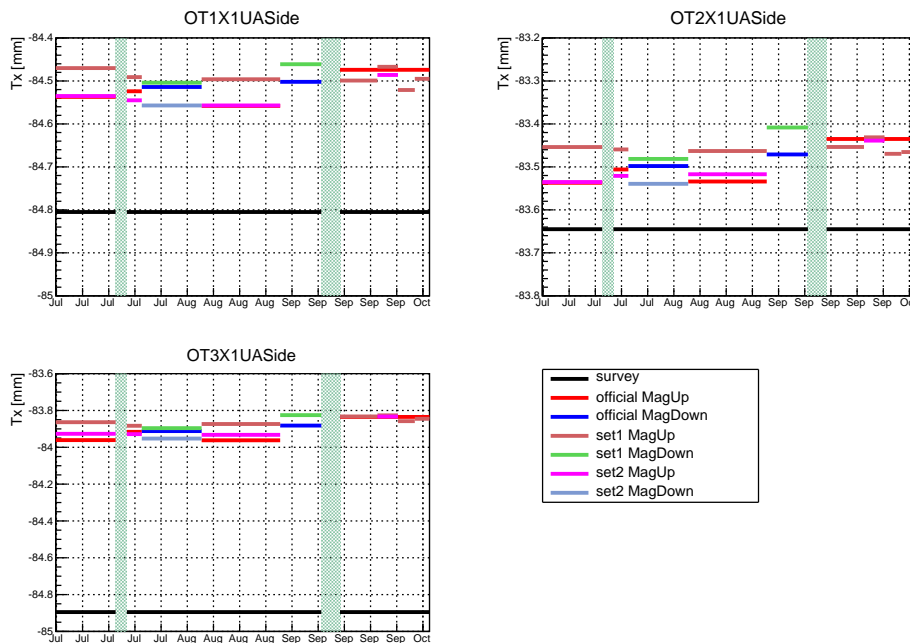 OT1X1UASide
Tx [mm]
-84.4
-84.5
-84.6
-84.7
-84.8
-84.9
-85
Jul Jul Jul Jul Aug Aug Aug Aug Aug Sep Sep Sep Sep Sep Oct
OT2X1UASide
Tx [mm]
-83.2
-83.3
-83.4
-83.5
-83.6
-83.7
-83.8
Jul Jul Jul Jul Aug Aug Aug Aug Aug Sep Sep Sep Sep Sep Oc
OT3X1UASide
Tx [mm]
-83.6
-83.8
-84
-84.2
-84.4
-84.6
-84.8
-85
Jul Jul Jul Jul Aug Aug Aug Aug Aug Sep Sep Sep Sep Sep Oct
survey
official MagUp
official MagDown
set1 MagUp
set1 MagDown
set2 MagUp
set2 MagDown